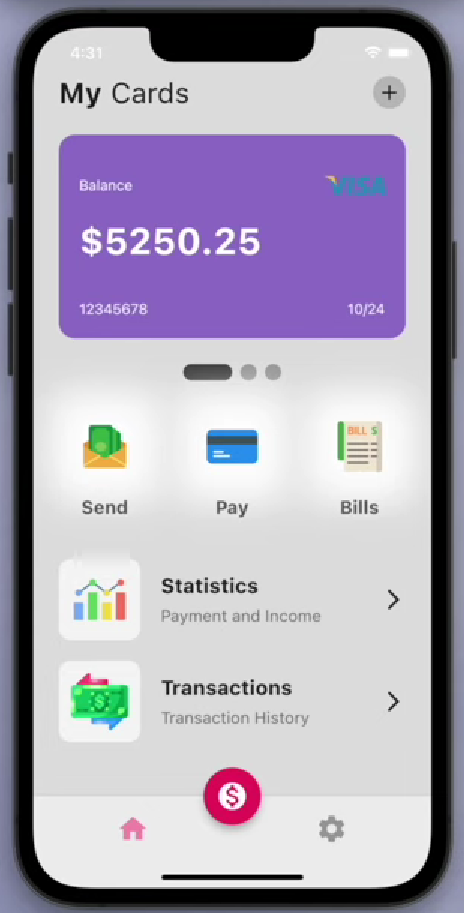 4:31
My Cards
Balance
VISA
$5250.25
12345678
10/24
BILL $
Send
Pay
Bills
Statistics
Payment and Income
Transactions
Transaction History